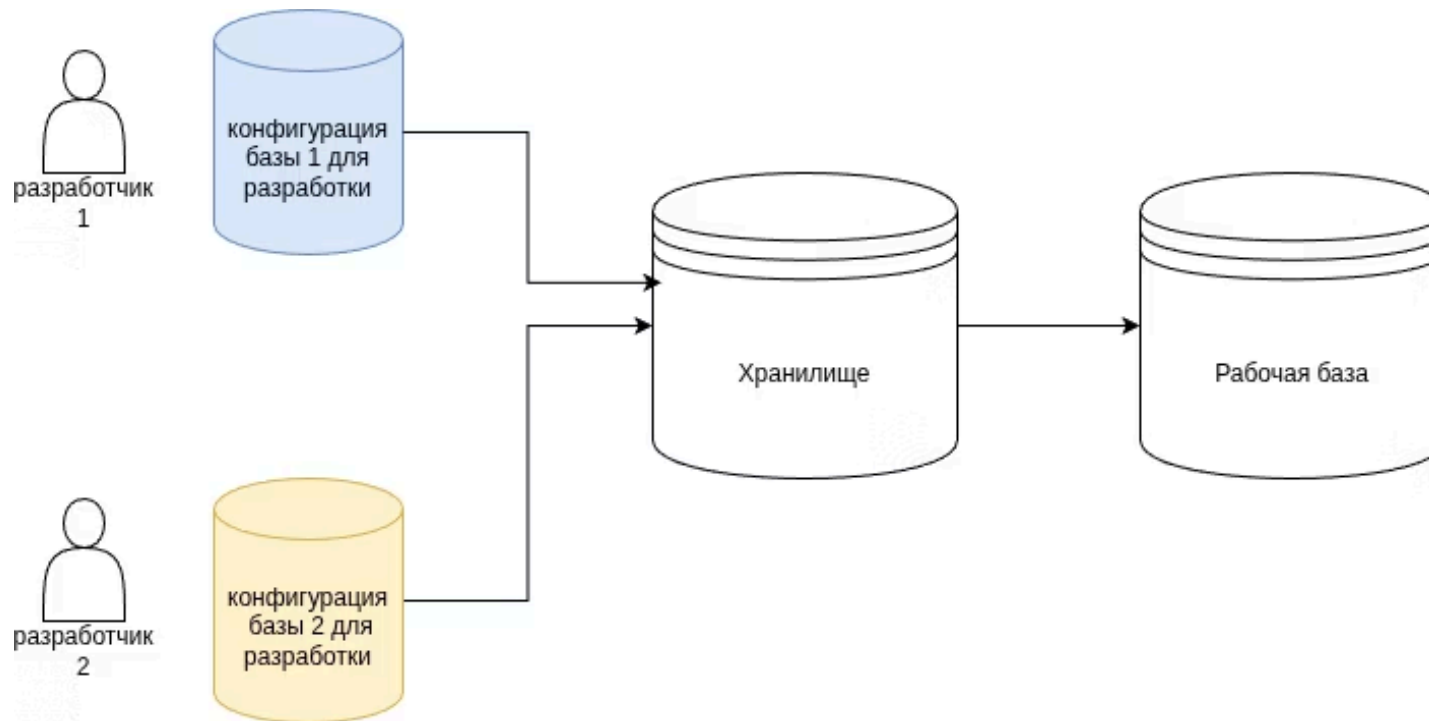 разработчик
1
конфигурация
базы 1 для
разработки
Хранилище
Рабочая база
разработчик
2
конфигурация
базы 2 для
разработки